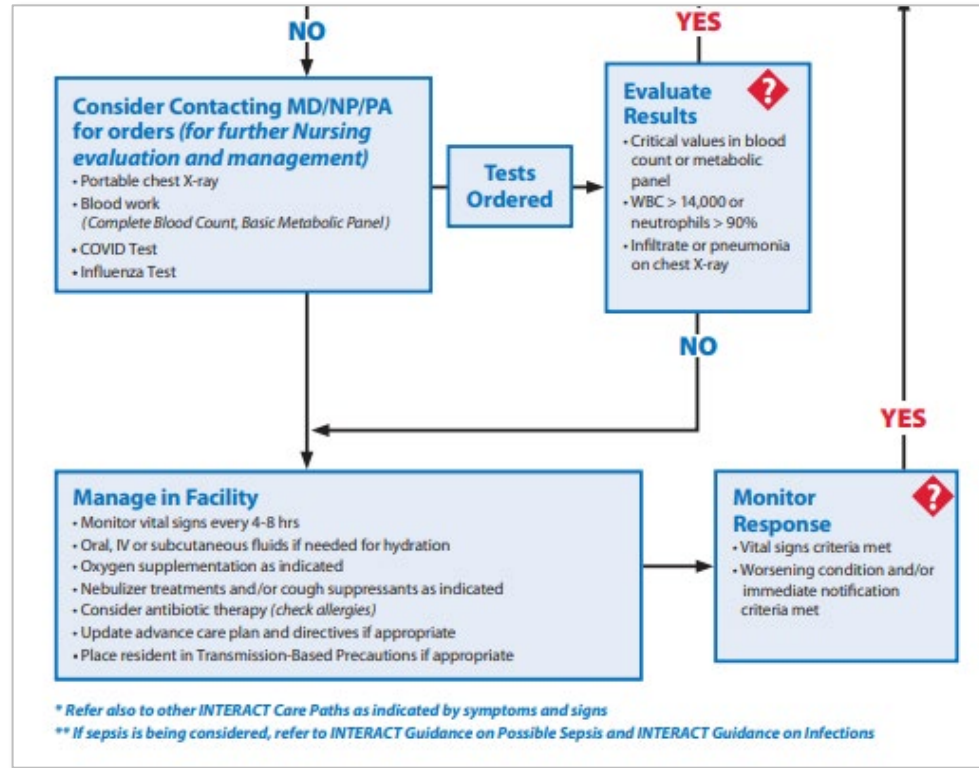 NO
YES
Consider Contacting MD/NP/PA
for orders (for further Nursing
evaluation and management)
• Portable chest X-ray
• Blood work
(Complete Blood Count, Basic Metabolic Panel)
• COVID Test
• Influenza Test
Tests
Ordered
Evaluate
Results
?
• Critical values in blood
count or metabolic
panel
• WBC > 14,000 or
neutrophils > 90%
• Infiltrate or pneumonia
on chest X-ray
NO
YES
Manage in Facility
• Monitor vital signs every 4-8 hrs
• Oral, IV or subcutaneous fluids if needed for hydration
• Oxygen supplementation as indicated
• Nebulizer treatments and/or cough suppressants as indicated
• Consider antibiotic therapy (check allergies)
• Update advance care plan and directives if appropriate
• Place resident in Transmission-Based Precautions if appropriate
Monitor
Response
?
• Vital signs criteria met
• Worsening condition and/or
immediate notification
criteria met
* Refer also to other INTERACT Care Paths as indicated by symptoms and signs
** If sepsis is being considered, refer to INTERACT Guidance on Possible Sepsis and INTERACT Guidance on Infections